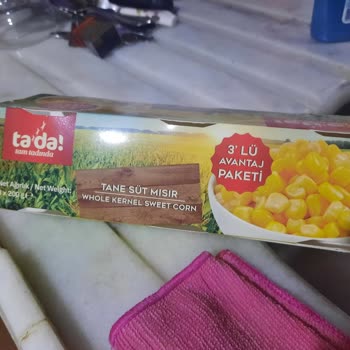 ta'da!
tam tadında
3' LÜ
AVANTAJ
PAKETİ
TANE SÜT MISIR
WHOLE KERNEL SWEET CORN
Net Ağırlık / Net Weight:
200 g